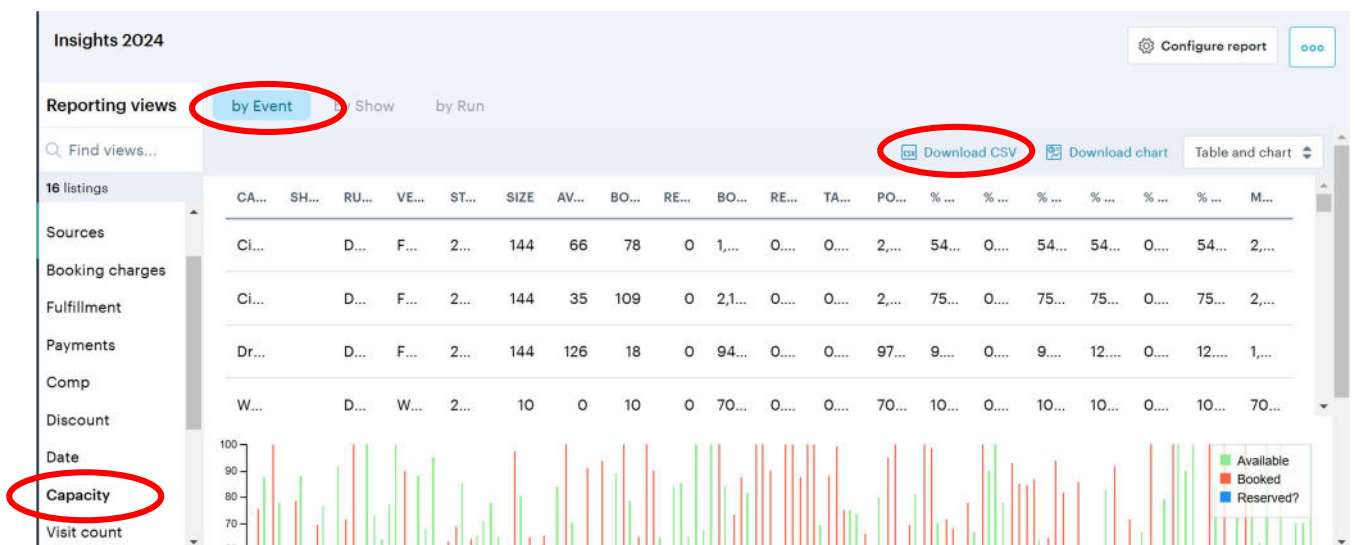 Insights 2024
Configure report
Reporting views by Event by Show by Run
Find views...
CSV Download CSV Download chart Table and chart
16 listings
CA... SH... RU... VE... ST... SIZE AV... BO... RE... BO... RE... TA... PO... % ... % ... % ... % ... % ... % ... M...
Ci... D... F... 2... 144 66 78 0 1,... 0.... 0.... 2,... 54... 0.... 54... 54... 0.... 54... 2,...
Ci... D... F... 2... 144 35 109 0 2,1... 0.... 0.... 2,... 75... 0.... 75... 75... 0.... 75... 2,...
Dr... D... F... 2... 144 126 18 0 94... 0.... 0.... 97... 9.... 0.... 9.... 12.... 0.... 12.... 1,...
W... D... W... 2... 10 0 10 0 70... 0.... 0.... 70... 10... 0.... 10... 10... 0.... 10... 70...
Sources
Booking charges
Fulfillment
Payments
Comp
Discount
Date
Capacity
Visit count
100
90
80
70
Available
Booked
Reserved?